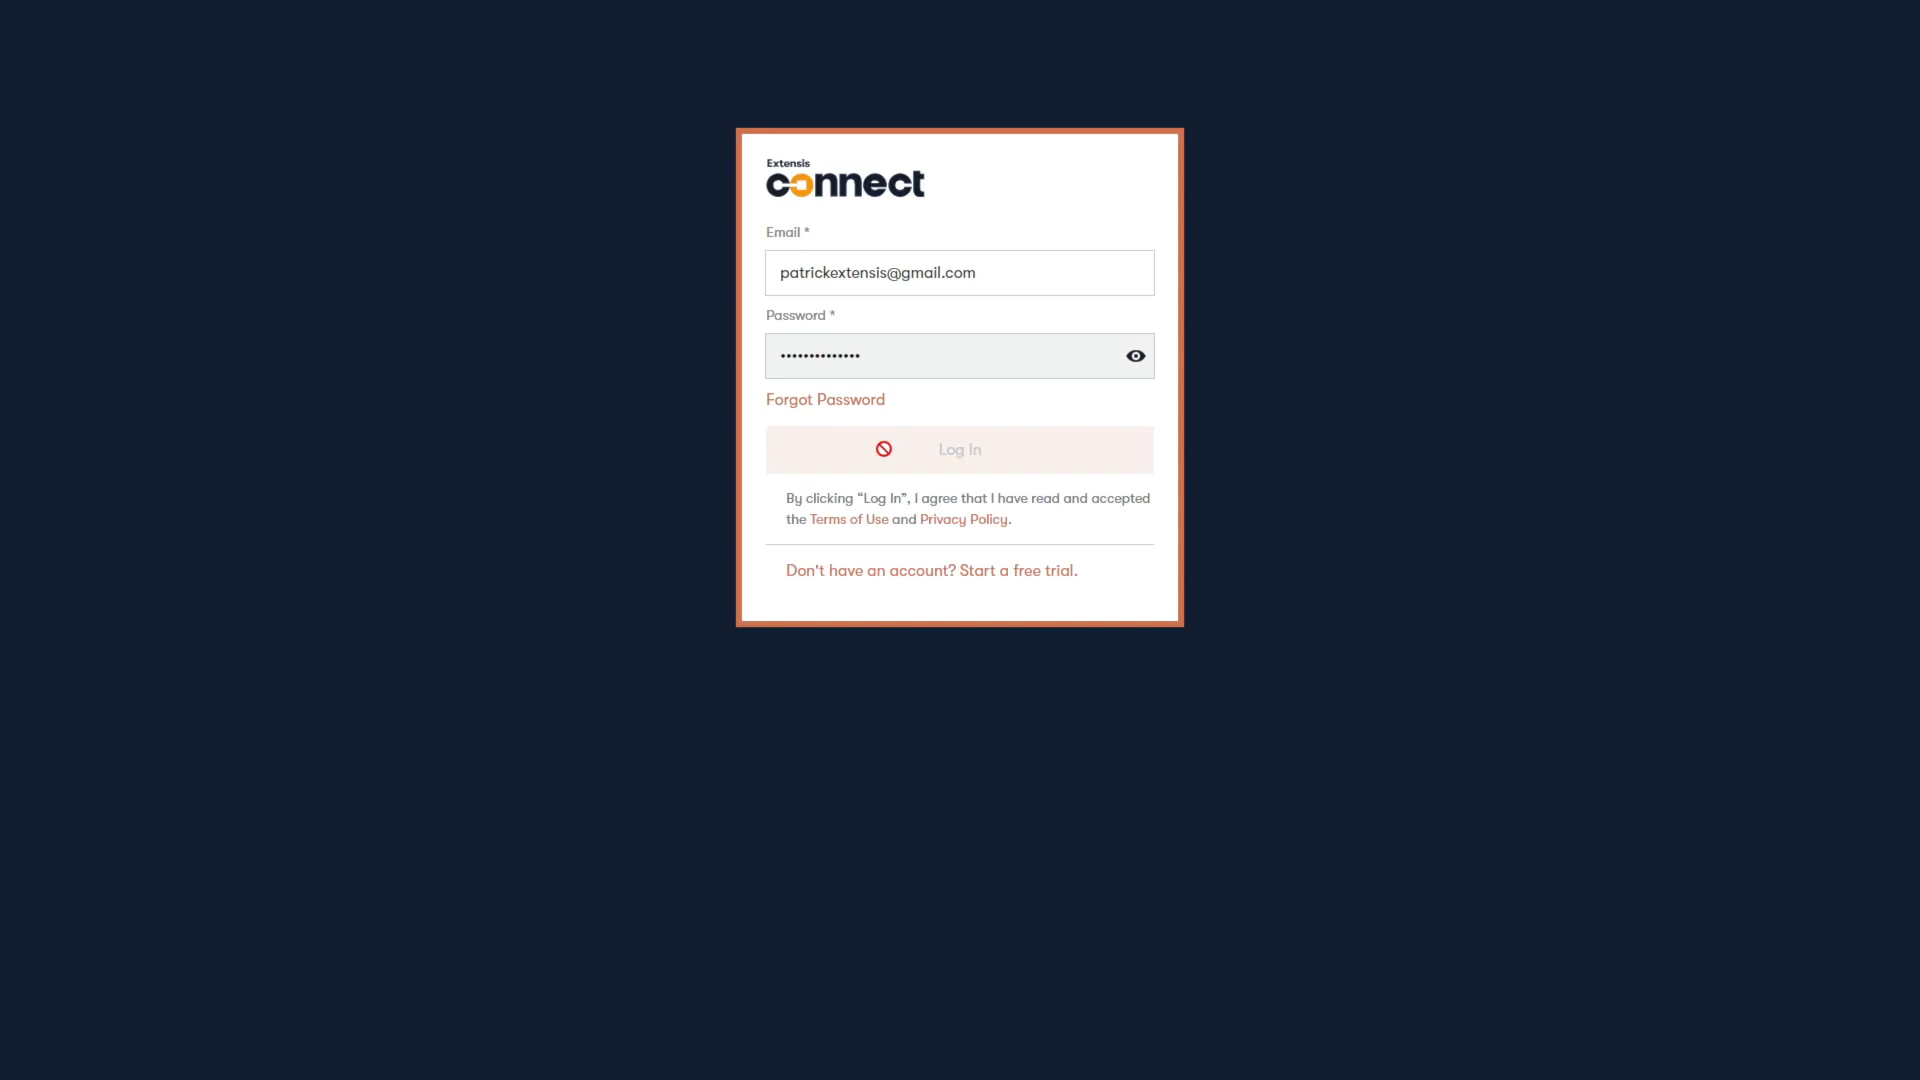 Extensis
connect
Email *
patrickextensis@gmail.com
Password *
••••••••••••••
Forgot Password
Log In
By clicking “Log In”, I agree that I have read and accepted
the Terms of Use and Privacy Policy.
Don't have an account? Start a free trial.